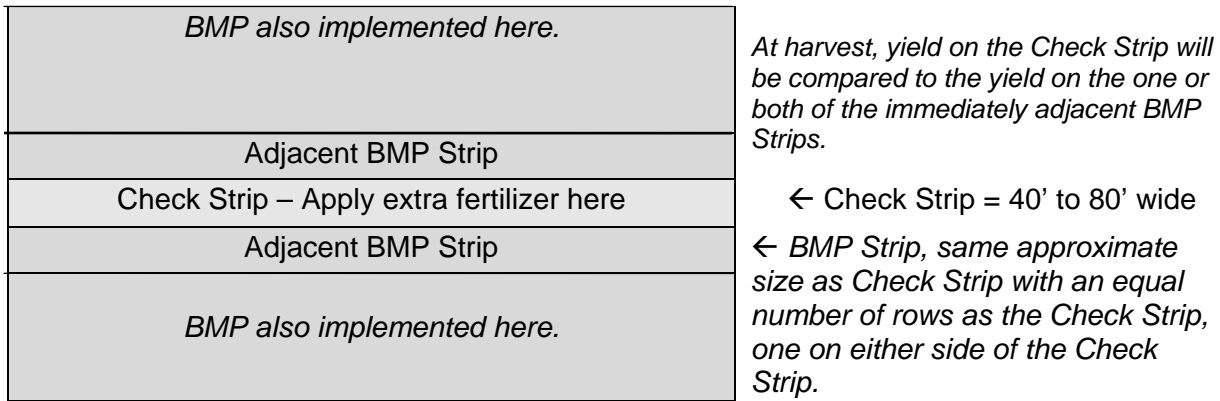 BMP also implemented here.
At harvest, yield on the Check Strip will
be compared to the yield on the one or
both of the immediately adjacent BMP
Strips.
Adjacent BMP Strip
Check Strip – Apply extra fertilizer here
← Check Strip = 40' to 80' wide
Adjacent BMP Strip
← BMP Strip, same approximate
size as Check Strip with an equal
number of rows as the Check Strip,
one on either side of the Check
Strip.
BMP also implemented here.